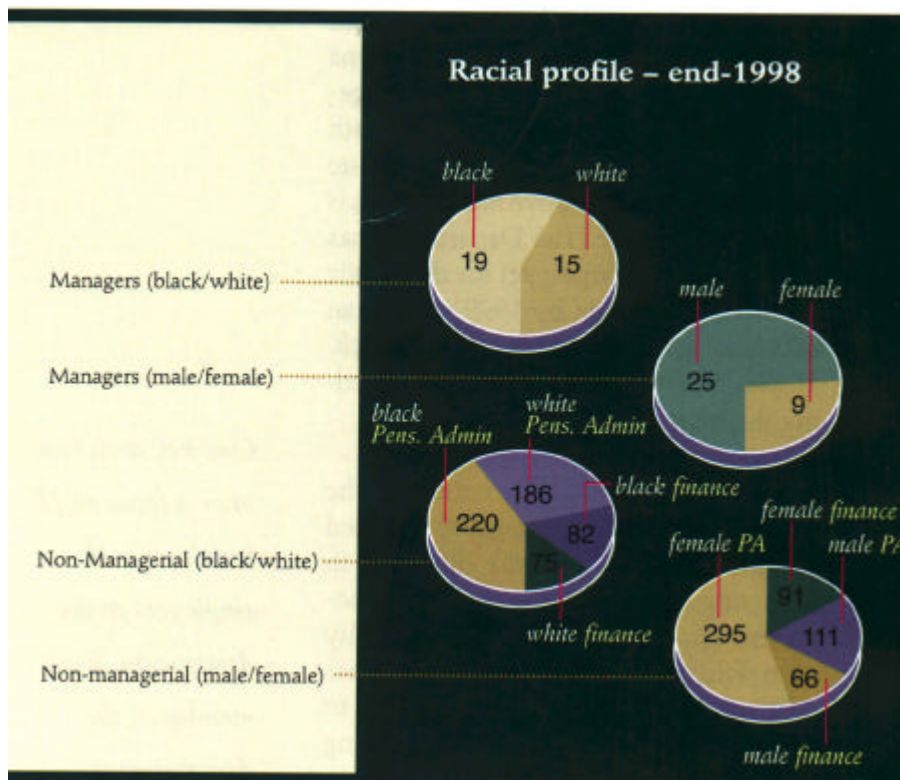 Racial profile – end-1998
black
white
19
15
Managers (black/white)
male
female
25
9
Managers (male/female)
black
Pens. Admin
white
Pens. Admin
186
black finance
220
82
75
white finance
Non-Managerial (black/white)
female finance
female PA
male PA
91
295
111
66
male finance
Non-managerial (male/female)